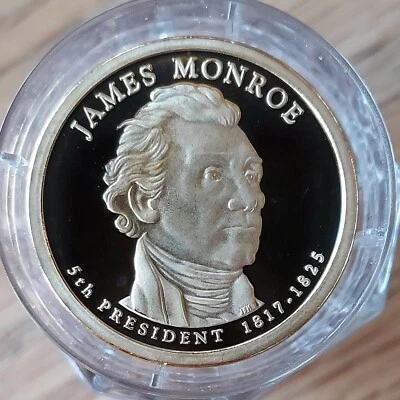 JAMES MONROE
5th PRESIDENT 1817-1825